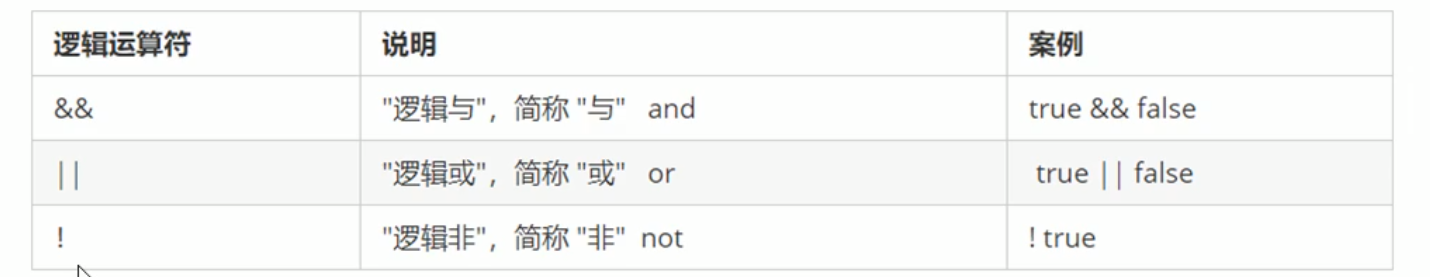 逻辑运算符 说明 案例
&& "逻辑与"，简称 "与" and true && false
|| "逻辑或"，简称 "或" or true || false
! "逻辑非"，简称 "非" not ! true